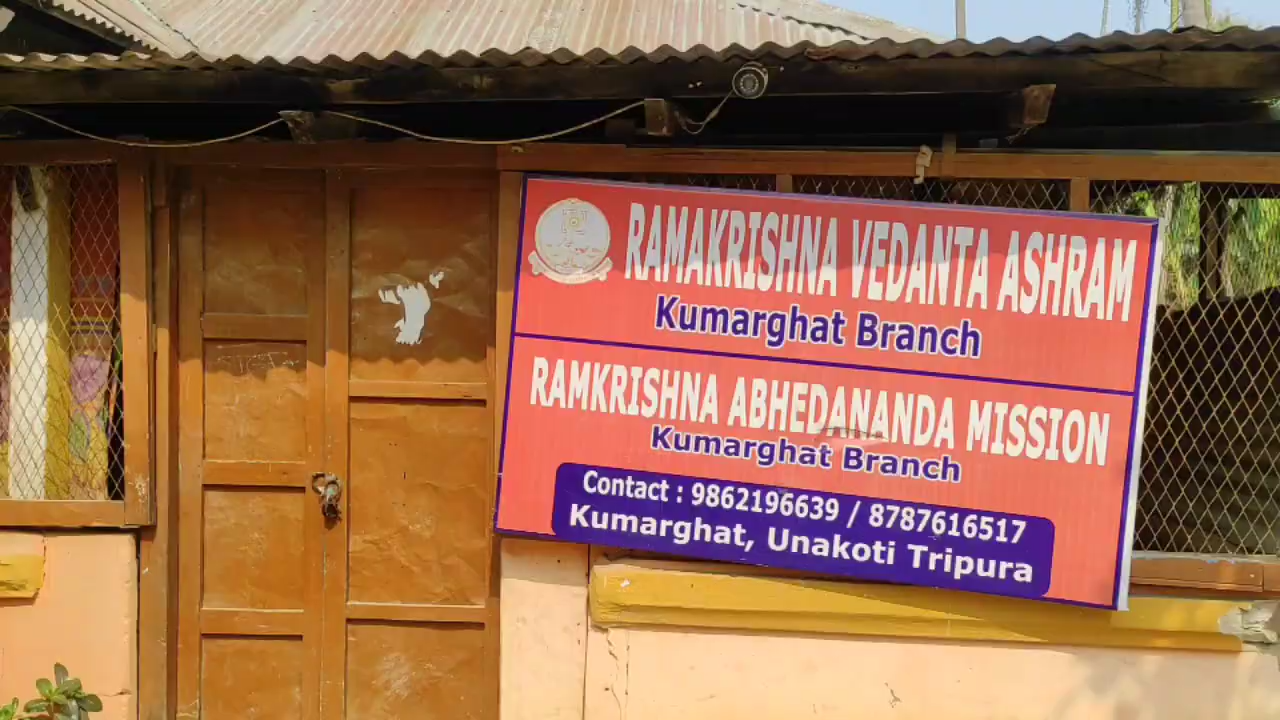 RAMAKRISHNA VEDANTA ASHRAM
Kumarghat Branch
RAMKRISHNA ABHEDANANDA MISSION
Kumarghat Branch
Contact : 9862196639 / 8787616517
Kumarghat, Unakoti Tripura